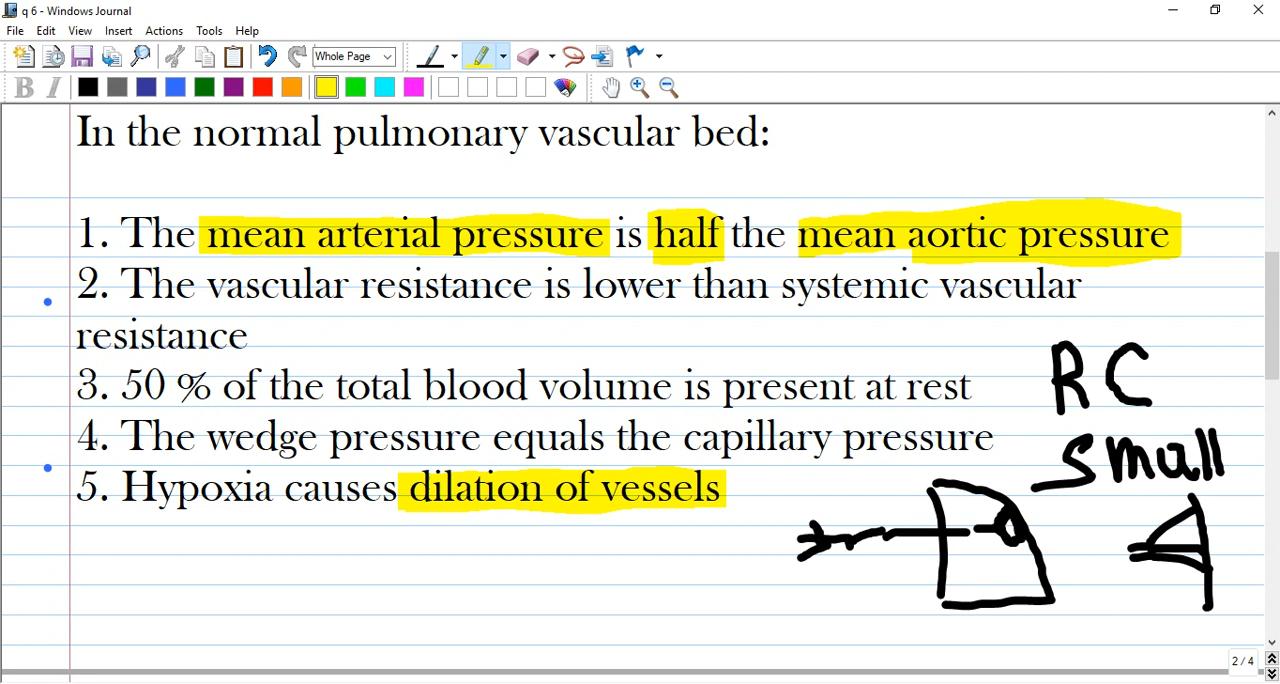 q 6 - Windows Journal
File Edit View Insert Actions Tools Help
Whole Page
B I
In the normal pulmonary vascular bed:
1. The mean arterial pressure is half the mean aortic pressure
2. The vascular resistance is lower than systemic vascular
resistance
3. 50 % of the total blood volume is present at rest
4. The wedge pressure equals the capillary pressure
5. Hypoxia causes dilation of vessels
RC
small
2 / 4